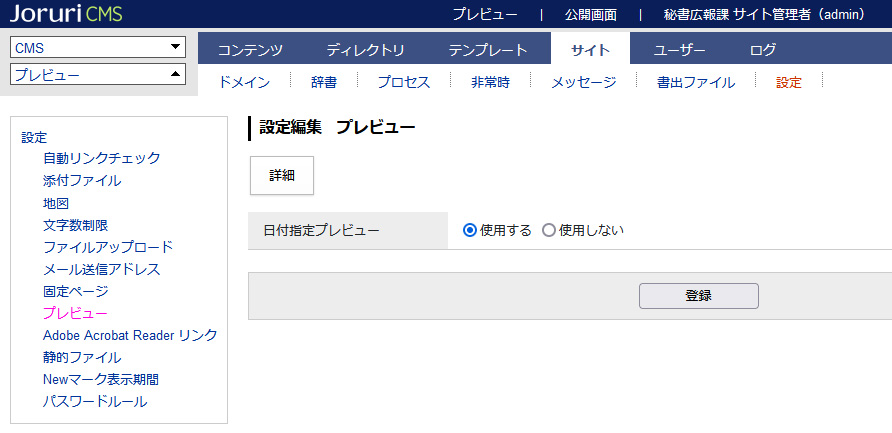 Joruri CMS プレビュー | 公開画面 | 秘書広報課 サイト管理者（admin）
CMS
プレビュー
コンテンツ ディレクトリ テンプレート サイト ユーザー ログ
ドメイン 辞書 プロセス 非常時 メッセージ 書出ファイル 設定
設定
自動リンクチェック
添付ファイル
地図
文字数制限
ファイルアップロード
メール送信アドレス
固定ページ
プレビュー
Adobe Acrobat Reader リンク
静的ファイル
Newマーク表示期間
パスワードルール
設定編集 プレビュー
詳細
日付指定プレビュー 使用する 使用しない
登録